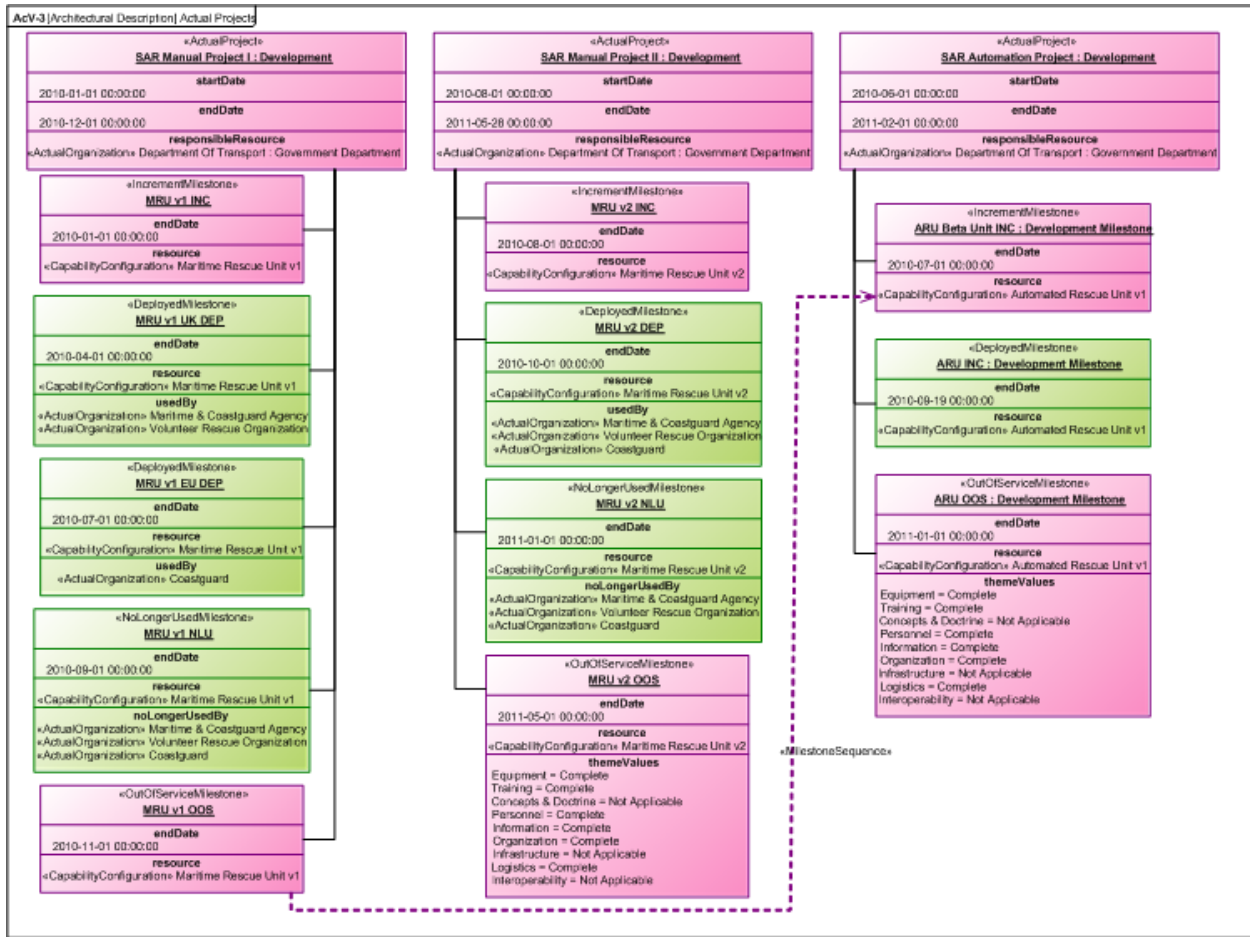 AcV-3 [Architectural Description] Actual Projects
«ActualProject»
SAR Manual Project I : Development
startDate
2010-01-01 00:00:00
endDate
2010-12-01 00:00:00
responsibleResource
«ActualOrganization» Department Of Transport : Government Department
«IncrementMilestone»
MRU v1 INC
endDate
2010-01-01 00:00:00
resource
«CapabilityConfiguration» Maritime Rescue Unit v1
«DeployedMilestone»
MRU v1 UK DEP
endDate
2010-04-01 00:00:00
resource
«CapabilityConfiguration» Maritime Rescue Unit v1
usedBy
«ActualOrganization» Maritime & Coastguard Agency
«ActualOrganization» Volunteer Rescue Organization
«DeployedMilestone»
MRU v1 EU DEP
endDate
2010-07-01 00:00:00
resource
«CapabilityConfiguration» Maritime Rescue Unit v1
usedBy
«ActualOrganization» Coastguard
«NoLongerUsedMilestone»
MRU v1 NLU
endDate
2010-09-01 00:00:00
resource
«CapabilityConfiguration» Maritime Rescue Unit v1
noLongerUsedBy
«ActualOrganization» Maritime & Coastguard Agency
«ActualOrganization» Volunteer Rescue Organization
«ActualOrganization» Coastguard
«OutOfServiceMilestone»
MRU v1 OOS
endDate
2010-11-01 00:00:00
resource
«CapabilityConfiguration» Maritime Rescue Unit v1
«ActualProject»
SAR Manual Project II : Development
startDate
2010-08-01 00:00:00
endDate
2011-05-28 00:00:00
responsibleResource
«ActualOrganization» Department Of Transport : Government Department
«IncrementMilestone»
MRU v2 INC
endDate
2010-08-01 00:00:00
resource
«CapabilityConfiguration» Maritime Rescue Unit v2
«DeployedMilestone»
MRU v2 DEP
endDate
2010-10-01 00:00:00
resource
«CapabilityConfiguration» Maritime Rescue Unit v2
usedBy
«ActualOrganization» Maritime & Coastguard Agency
«ActualOrganization» Volunteer Rescue Organization
«ActualOrganization» Coastguard
«NoLongerUsedMilestone»
MRU v2 NLU
endDate
2011-01-01 00:00:00
resource
«CapabilityConfiguration» Maritime Rescue Unit v2
noLongerUsedBy
«ActualOrganization» Maritime & Coastguard Agency
«ActualOrganization» Volunteer Rescue Organization
«ActualOrganization» Coastguard
«OutOfServiceMilestone»
MRU v2 OOS
endDate
2011-05-01 00:00:00
resource
«CapabilityConfiguration» Maritime Rescue Unit v2
themeValues
Equipment = Complete
Training = Complete
Concepts & Doctrine = Not Applicable
Personnel = Complete
Information = Complete
Organization = Complete
Infrastructure = Not Applicable
Logistics = Complete
Interoperability = Not Applicable
«ActualProject»
SAR Automation Project : Development
startDate
2010-06-01 00:00:00
endDate
2011-02-01 00:00:00
responsibleResource
«ActualOrganization» Department Of Transport : Government Department
«IncrementMilestone»
ARU Beta Unit INC : Development Milestone
endDate
2010-07-01 00:00:00
resource
«CapabilityConfiguration» Automated Rescue Unit v1
«DeployedMilestone»
ARU INC : Development Milestone
endDate
2010-09-19 00:00:00
resource
«CapabilityConfiguration» Automated Rescue Unit v1
«OutOfServiceMilestone»
ARU OOS : Development Milestone
endDate
2011-01-01 00:00:00
resource
«CapabilityConfiguration» Automated Rescue Unit v1
themeValues
Equipment = Complete
Training = Complete
Concepts & Doctrine = Not Applicable
Personnel = Complete
Information = Complete
Organization = Complete
Infrastructure = Not Applicable
Logistics = Complete
Interoperability = Not Applicable
«MilestoneSequence»